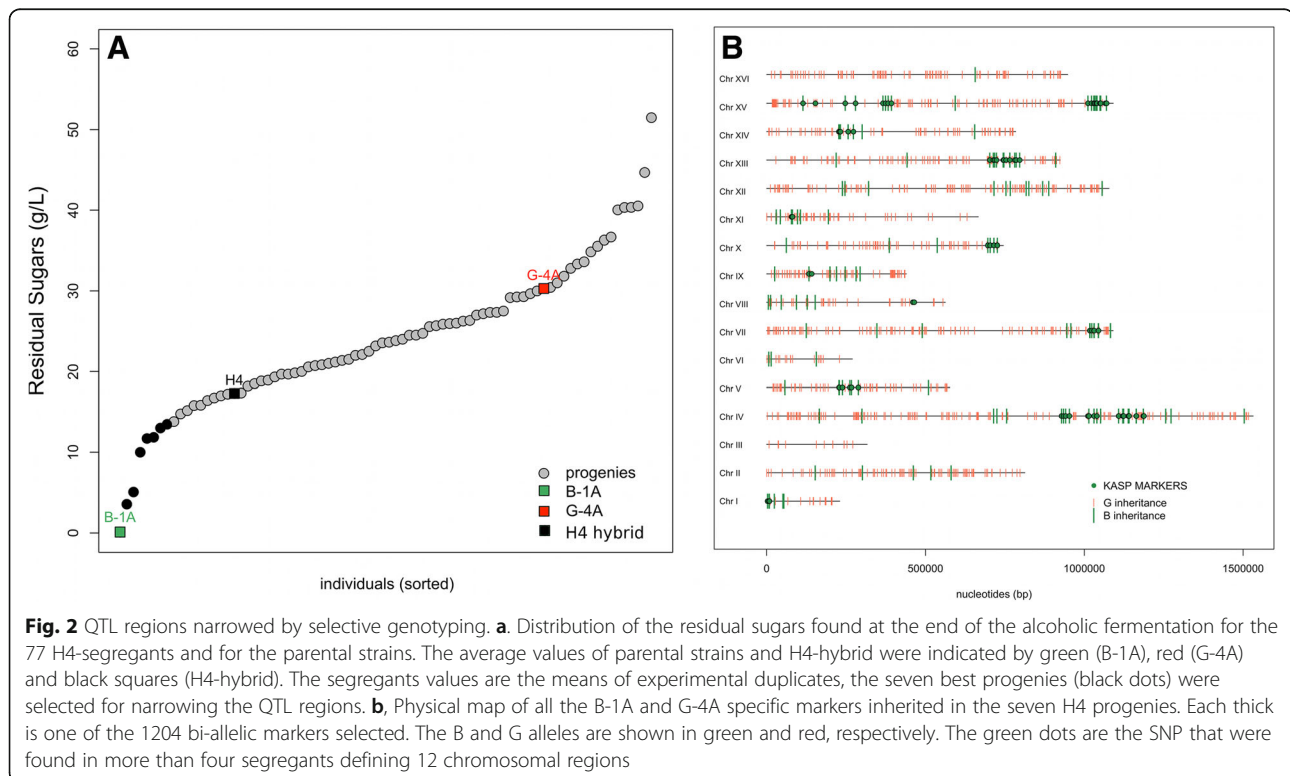 A
Residual Sugars (g/L)
60
50
40
30
20
10
0
B-1A
H4
G-4A
progenies
B-1A
G-4A
H4 hybrid
individuals (sorted)
B
Chr XVI
Chr XV
Chr XIV
Chr XIII
Chr XII
Chr XI
Chr X
Chr IX
Chr VIII
Chr VII
Chr VI
Chr V
Chr IV
Chr III
Chr II
Chr I
KASP MARKERS
G inheritance
B inheritance
0
500000
1000000
1500000
nucleotides (bp)
Fig. 2 QTL regions narrowed by selective genotyping. a. Distribution of the residual sugars found at the end of the alcoholic fermentation for the
77 H4-segregants and for the parental strains. The average values of parental strains and H4-hybrid were indicated by green (B-1A), red (G-4A)
and black squares (H4-hybrid). The segregants values are the means of experimental duplicates, the seven best progenies (black dots) were
selected for narrowing the QTL regions. b, Physical map of all the B-1A and G-4A specific markers inherited in the seven H4 progenies. Each thick
is one of the 1204 bi-allelic markers selected. The B and G alleles are shown in green and red, respectively. The green dots are the SNP that were
found in more than four segregants defining 12 chromosomal regions